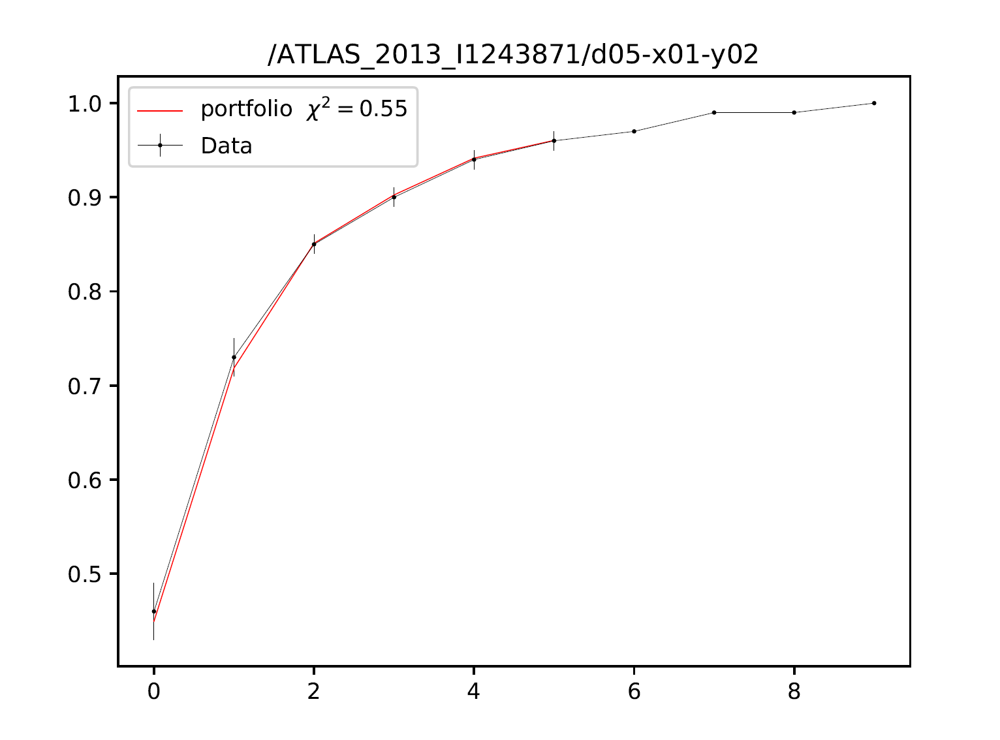 /ATLAS_2013_I1243871/d05-x01-y02
portfolio χ² = 0.55
Data
1.0
0.9
0.8
0.7
0.6
0.5
0 2 4 6 8